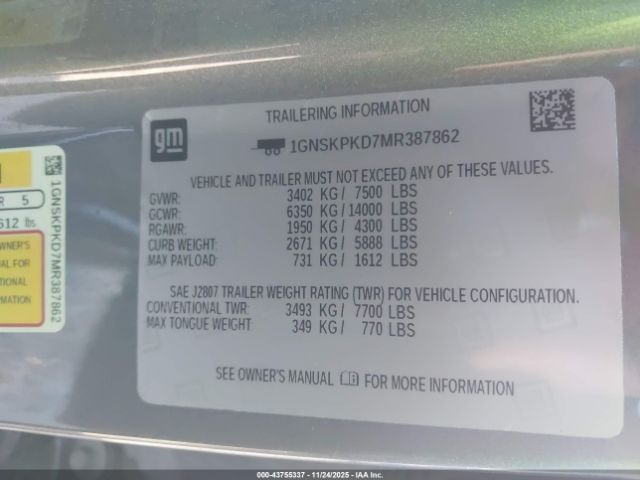 TRAILERING INFORMATION
gm
1GNSKPKD7MR387862
VEHICLE AND TRAILER MUST NOT EXCEED ANY OF THESE VALUES.
GVWR: 3402 KG / 7500 LBS
GCWR: 6350 KG / 14000 LBS
RGAWR: 1950 KG / 4300 LBS
CURB WEIGHT: 2671 KG / 5888 LBS
MAX PAYLOAD: 731 KG / 1612 LBS
SAE J2807 TRAILER WEIGHT RATING (TWR) FOR VEHICLE CONFIGURATION.
CONVENTIONAL TWR: 3493 KG / 7700 LBS
MAX TONGUE WEIGHT: 349 KG / 770 LBS
SEE OWNER'S MANUAL FOR MORE INFORMATION
R 5
612 lbs.
OWNER'S
1GNSKPKD7MR387862
000-43755337 - 11/24/2025 - IAA Inc.